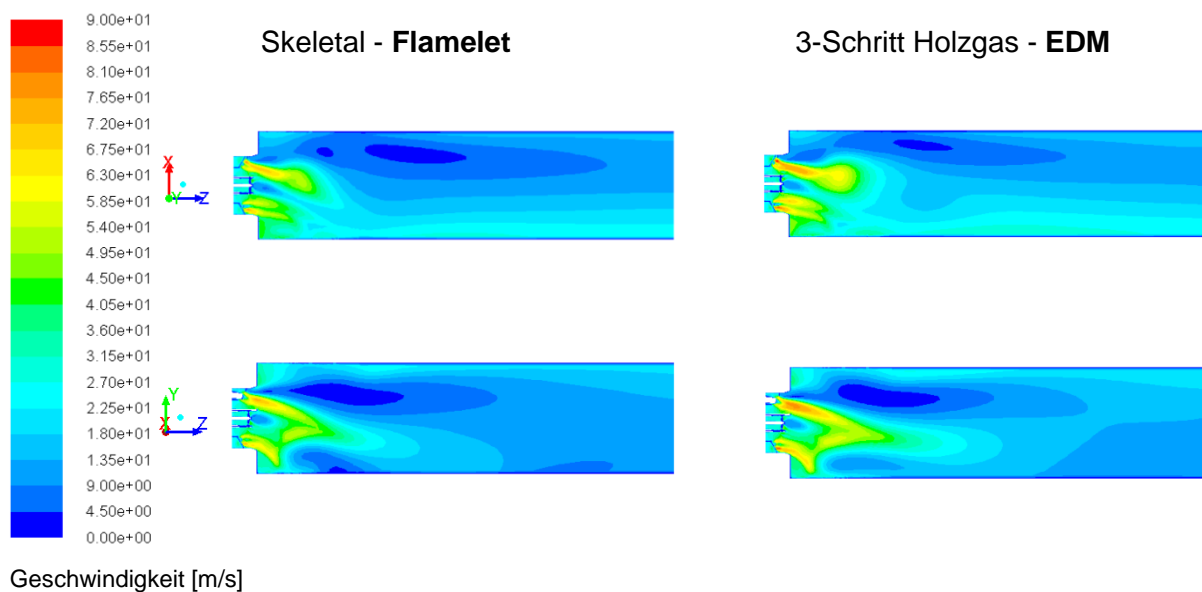 Skeletal - Flamelet
3-Schritt Holzgas - EDM
9.00e+01
8.55e+01
8.10e+01
7.65e+01
7.20e+01
6.75e+01
6.30e+01
5.85e+01
5.40e+01
4.95e+01
4.50e+01
4.05e+01
3.60e+01
3.15e+01
2.70e+01
2.25e+01
1.80e+01
1.35e+01
9.00e+00
4.50e+00
0.00e+00
X
Y
Z
Y
X
Z
Geschwindigkeit [m/s]